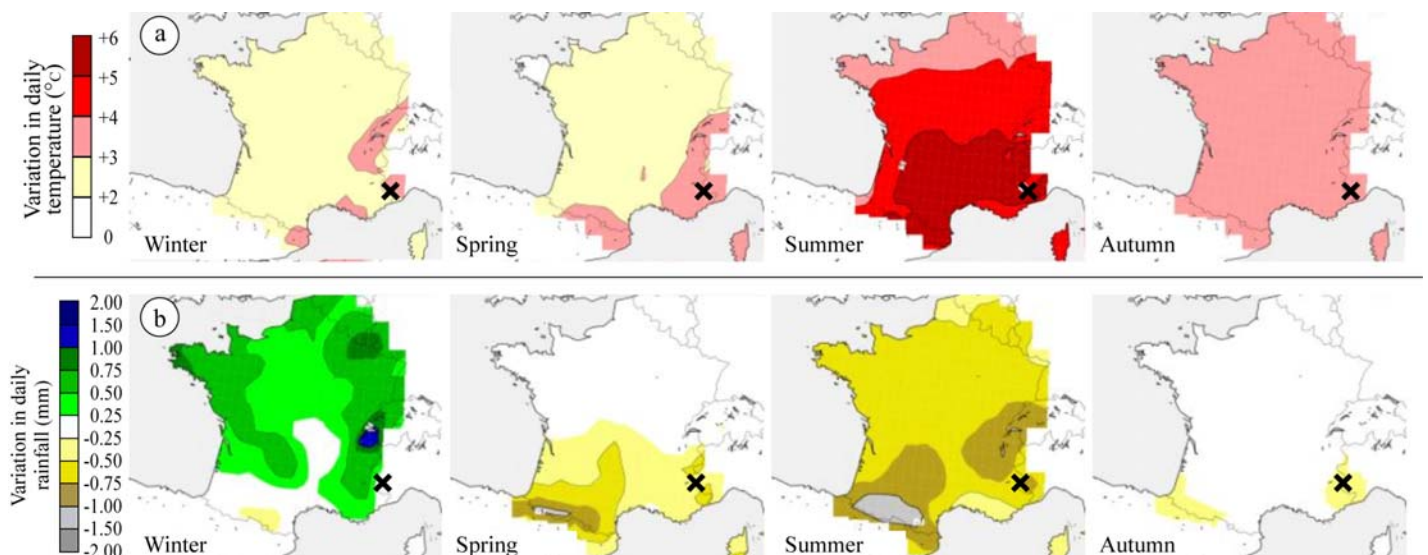 a
Variation in daily
temperature (°C)
+6
+5
+4
+3
+2
0
Winter
Spring
Summer
Autumn
b
Variation in daily
rainfall (mm)
2.00
1.50
1.00
0.75
0.50
0.25
-0.25
-0.50
-0.75
-1.00
-1.50
-2.00
Winter
Spring
Summer
Autumn